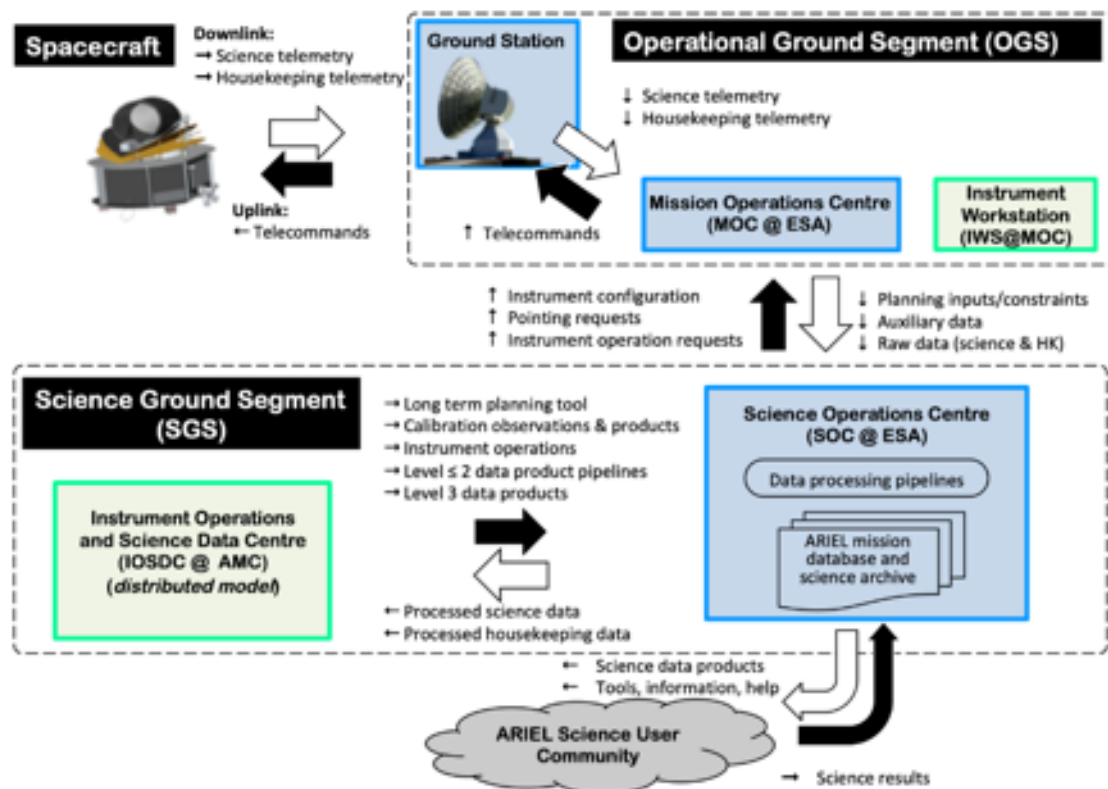 Spacecraft
Downlink:
→ Science telemetry
→ Housekeeping telemetry
Uplink:
← Telecommands
Ground Station
Operational Ground Segment (OGS)
↓ Science telemetry
↓ Housekeeping telemetry
↑ Telecommands
Mission Operations Centre
(MOC @ ESA)
Instrument
Workstation
(IWS@MOC)
↑ Instrument configuration
↑ Pointing requests
↑ Instrument operation requests
↓ Planning inputs/constraints
↓ Auxiliary data
↓ Raw data (science & HK)
Science Ground Segment
(SGS)
→ Long term planning tool
→ Calibration observations & products
→ Instrument operations
→ Level ≤ 2 data product pipelines
→ Level 3 data products
Instrument Operations
and Science Data Centre
(IOSDC @ AMC)
(distributed model)
← Processed science data
← Processed housekeeping data
Science Operations Centre
(SOC @ ESA)
Data processing pipelines
ARIEL mission
database and
science archive
← Science data products
← Tools, information, help
ARIEL Science User
Community
→ Science results